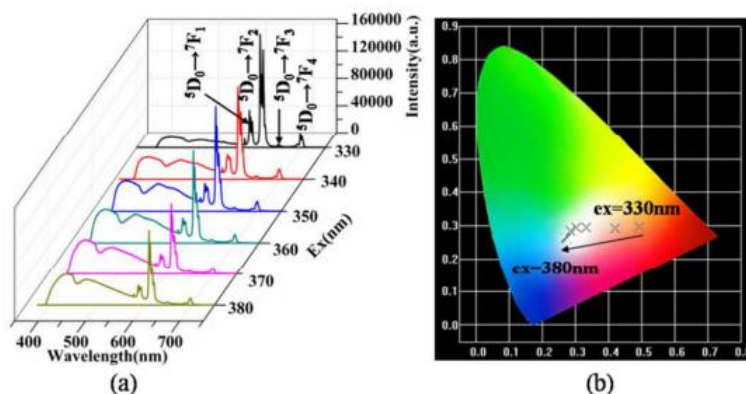 160000
120000
80000
40000
0
Intensity(a.u.)
⁵D₀→⁷F₁
⁵D₀→⁷F₂
⁵D₀→⁷F₃
⁵D₀→⁷F₄
330
340
350
360
370
380
Ex(nm)
400 500 600 700
Wavelength(nm)
(a)
0.9
0.8
0.7
0.6
0.5
0.4
0.3
0.2
0.1
0.0
ex=330nm
ex=380nm
0.0 0.1 0.2 0.3 0.4 0.5 0.6 0.7 0.8
(b)